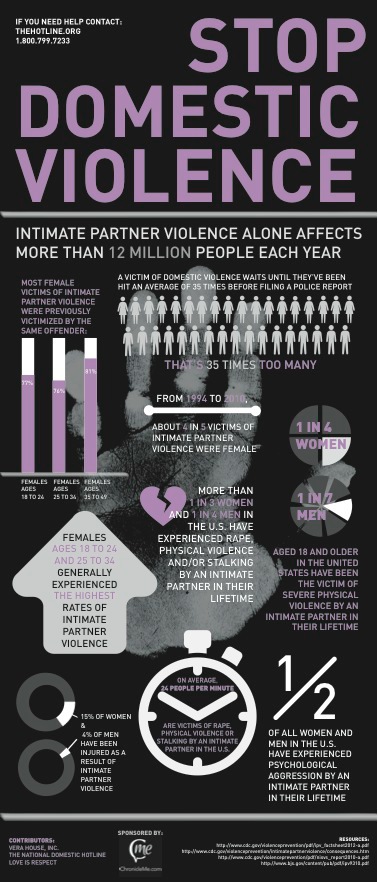 IF YOU NEED HELP CONTACT:
THEHOTLINE.ORG
1.800.799.7233
STOP
DOMESTIC
VIOLENCE
INTIMATE PARTNER VIOLENCE ALONE AFFECTS
MORE THAN 12 MILLION PEOPLE EACH YEAR
MOST FEMALE
VICTIMS OF INTIMATE
PARTNER VIOLENCE
WERE PREVIOUSLY
VICTIMIZED BY THE
SAME OFFENDER:
77%
76%
81%
FEMALES
AGES
18 TO 24
FEMALES
AGES
25 TO 34
FEMALES
AGES
35 TO 49
A VICTIM OF DOMESTIC VIOLENCE WAITS UNTIL THEY'VE BEEN
HIT AN AVERAGE OF 35 TIMES BEFORE FILING A POLICE REPORT
THAT'S 35 TIMES TOO MANY
FROM 1994 TO 2010,
ABOUT 4 IN 5 VICTIMS OF
INTIMATE PARTNER
VIOLENCE WERE FEMALE
1 IN 4
WOMEN
1 IN 7
MEN
AGED 18 AND OLDER
IN THE UNITED
STATES HAVE BEEN
THE VICTIM OF
SEVERE PHYSICAL
VIOLENCE BY AN
INTIMATE PARTNER IN
THEIR LIFETIME
MORE THAN
1 IN 3 WOMEN
AND 1 IN 4 MEN IN
THE U.S. HAVE
EXPERIENCED RAPE,
PHYSICAL VIOLENCE
AND/OR STALKING
BY AN INTIMATE
PARTNER IN THEIR
LIFETIME
FEMALES
AGES 18 TO 24
AND 25 TO 34
GENERALLY
EXPERIENCED
THE HIGHEST
RATES OF
INTIMATE
PARTNER
VIOLENCE
15% OF WOMEN
&
4% OF MEN
HAVE BEEN
INJURED AS A
RESULT OF
INTIMATE
PARTNER
VIOLENCE
ON AVERAGE,
24 PEOPLE PER MINUTE
ARE VICTIMS OF RAPE,
PHYSICAL VIOLENCE OR
STALKING BY AN INTIMATE
PARTNER IN THE U.S.
1/2
OF ALL WOMEN AND
MEN IN THE U.S.
HAVE EXPERIENCED
PSYCHOLOGICAL
AGGRESSION BY AN
INTIMATE PARTNER
IN THEIR LIFETIME
CONTRIBUTORS:
VERA HOUSE, INC.
THE NATIONAL DOMESTIC HOTLINE
LOVE IS RESPECT
SPONSORED BY:
me
iChronicleMe.com
RESOURCES:
http://www.cdc.gov/violenceprevention/pdf/ipv_factsheet2012-a.pdf
http://www.cdc.gov/violenceprevention/intimatepartnerviolence/consequences.html
http://www.cdc.gov/violenceprevention/pdf/nisvs_report2010-a.pdf
http://www.bjs.gov/content/pub/pdf/ipv9310.pdf